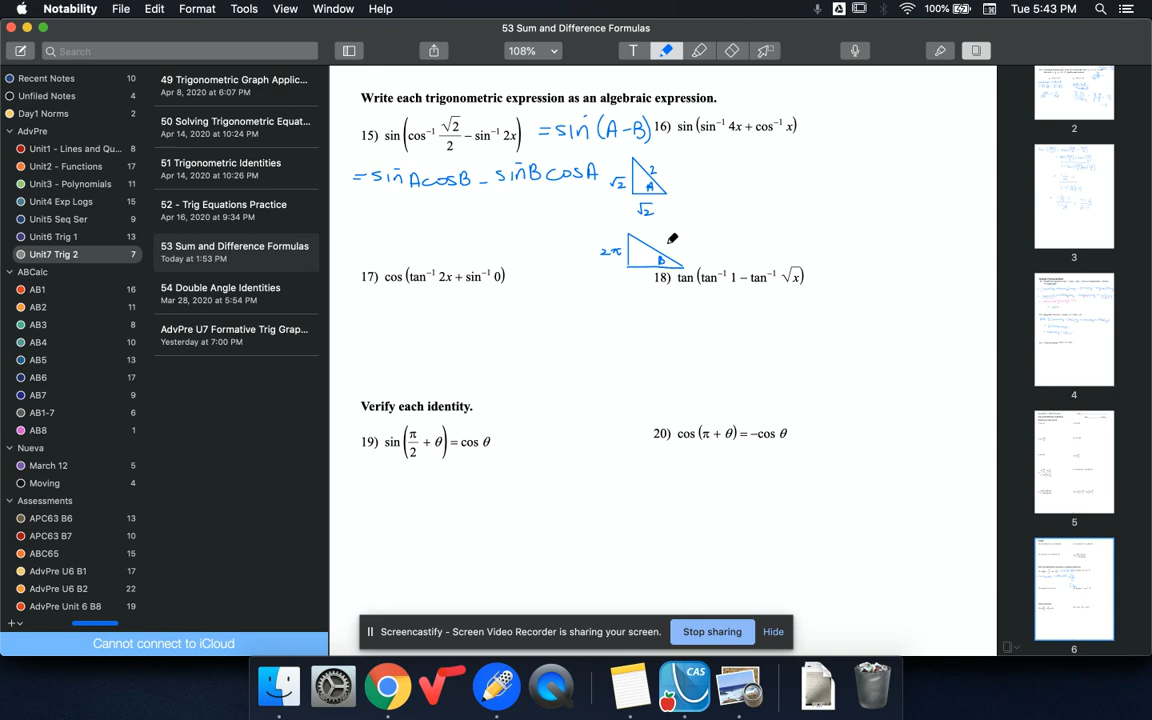 Notability File Edit Format Tools View Window Help 100% Tue 5:43 PM
53 Sum and Difference Formulas
Search
108%
T
Recent Notes 10
Unfiled Notes 4
Day1 Norms 2
AdvPre
Unit1 - Lines and Qu... 8
Unit2 - Functions 17
Unit3 - Polynomials 11
Unit4 Exp Logs 15
Unit5 Seq Ser 9
Unit6 Trig 1 13
Unit7 Trig 2 7
ABCalc
AB1 16
AB2 11
AB3 8
AB4 10
AB5 13
AB6 17
AB7 9
AB1-7 6
AB8 1
Nueva
March 12 5
Moving 4
Assessments
APC63 B6 13
APC63 B7 10
ABC65 15
AdvPre U6 B1 17
AdvPre U6 B2 22
AdvPre Unit 6 B8 19
Cannot connect to iCloud
49 Trigonometric Graph Applic...
Apr 8, 2020 at 6:07 PM
50 Solving Trigonometric Equat...
Apr 14, 2020 at 10:24 PM
51 Trigonometric Identities
Apr 14, 2020 at 10:26 PM
52 - Trig Equations Practice
Apr 16, 2020 at 9:34 PM
53 Sum and Difference Formulas
Today at 1:53 PM
54 Double Angle Identities
Mar 28, 2020 at 5:54 PM
AdvPre U7 Formative Trig Grap...
Yesterday at 7:00 PM
Write each trigonometric expression as an algebraic expression.
15) sin(cos⁻¹ √2/2 − sin⁻¹ 2x) = sin (A-B)
16) sin (sin⁻¹ 4x + cos⁻¹ x)
= sin A cosB - sinB cosA
√2 2 A
√2
2x B
17) cos (tan⁻¹ 2x + sin⁻¹ 0)
18) tan (tan⁻¹ 1 − tan⁻¹ √x)
Verify each identity.
19) sin(π/2 + θ) = cos θ
20) cos (π + θ) = −cos θ
Screencastify - Screen Video Recorder is sharing your screen. Stop sharing Hide
2
3
4
5
6
CAS